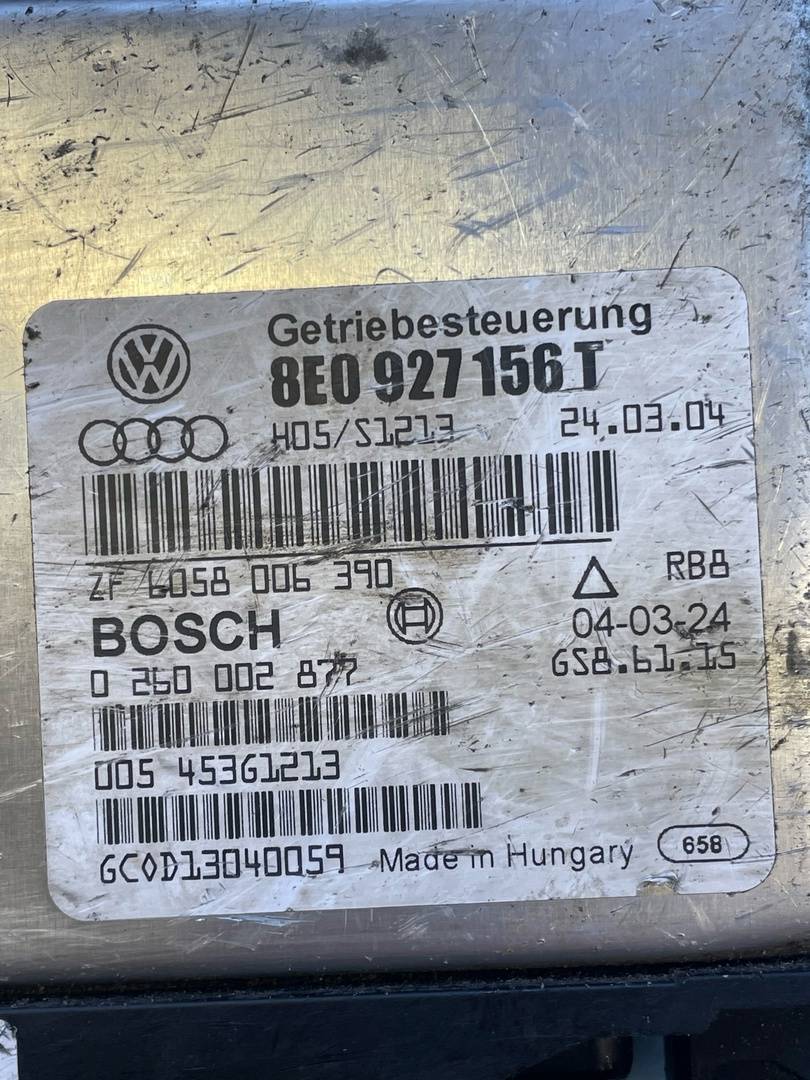 Getriebesteuerung
8E0 927 156 T
H05/S1213 24.03.04
ZF 6058 006 390
RB8
BOSCH
04-03-24
0 260 002 877
GS8.61.15
U05 45361213
GC0D13040059 Made in Hungary 658